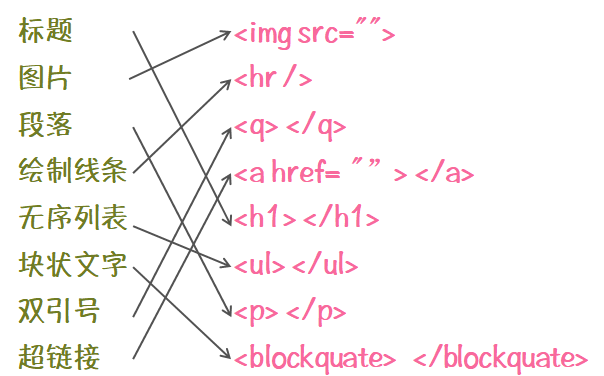 标题 <img src="">
图片 <hr />
段落 <q> </q>
绘制线条 <a href= "” > </a>
无序列表 <h1> </h1>
块状文字 <ul> </ul>
双引号 <p> </p>
超链接 <blockquate> </blockquate>